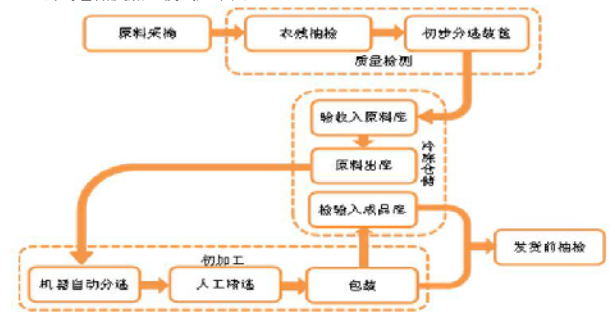 原料采摘
农残抽检
初步分选装筐
质量检测
验收入原料库
冷冻仓储
原料出库
检验入成品库
发货前抽检
初加工
机器自动分选
人工精选
包装